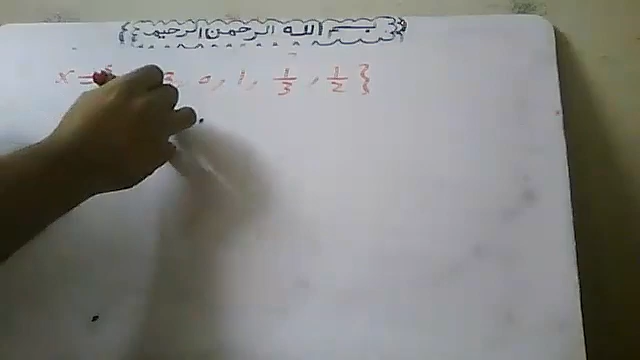 بسم الله الرحمن الرحيم
x = , 0, 1, 1/3, 1/2 }